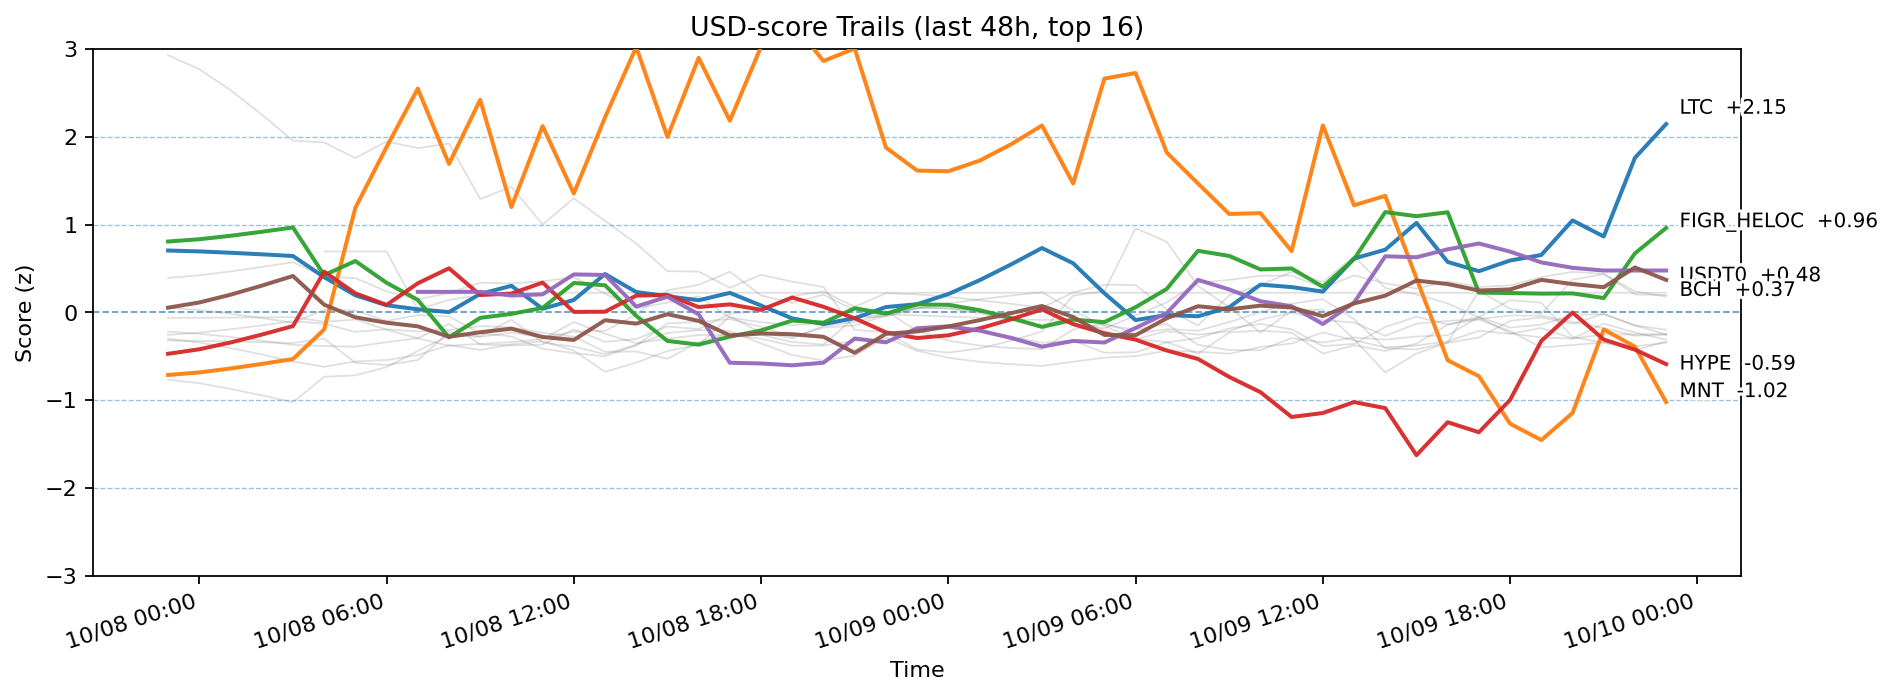 USD-score Trails (last 48h, top 16)
Score (z)
3
2
1
0
−1
−2
−3
LTC +2.15
FIGR_HELOC +0.96
USDT0 +0.48
BCH +0.37
HYPE -0.59
MNT -1.02
10/08 00:00
10/08 06:00
10/08 12:00
10/08 18:00
10/09 00:00
10/09 06:00
10/09 12:00
10/09 18:00
10/10 00:00
Time